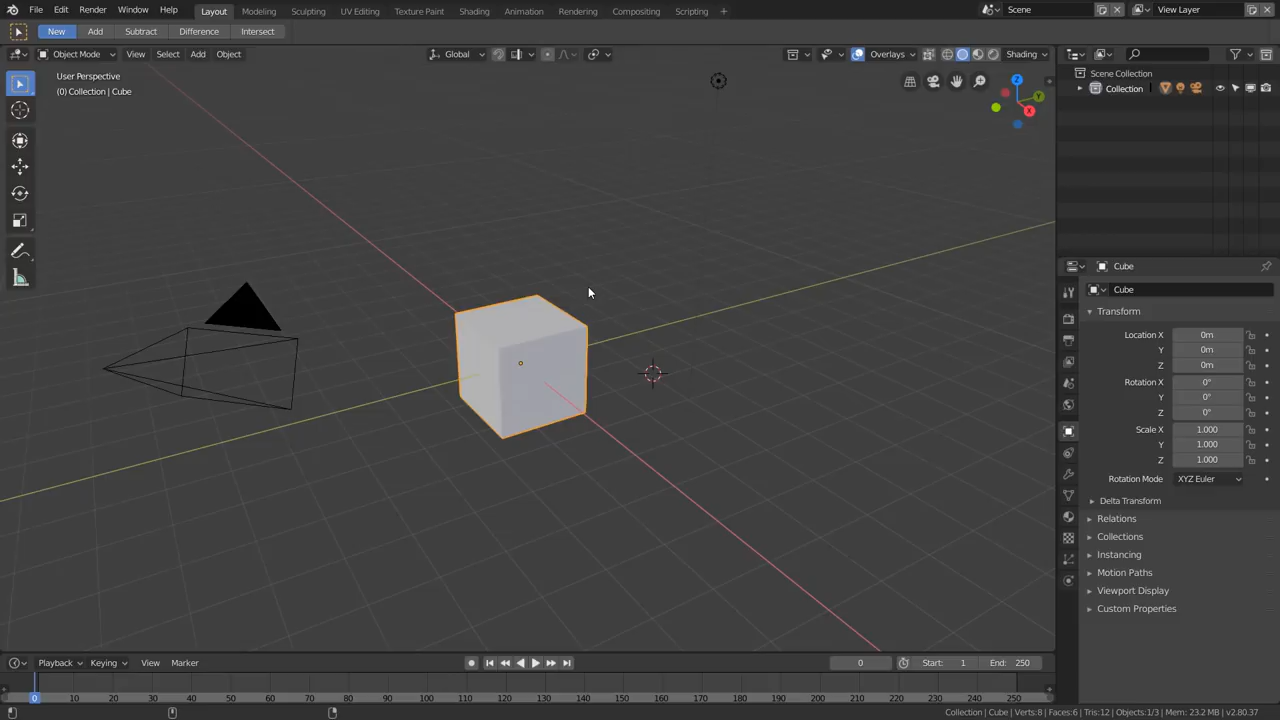 File Edit Render Window Help Layout Modeling Sculpting UV Editing Texture Paint Shading Animation Rendering Compositing Scripting + Scene View Layer
New Add Subtract Difference Intersect
Object Mode View Select Add Object Global Overlays Shading
User Perspective
(0) Collection | Cube
Z
Y
X
Scene Collection
Collection
Cube
Cube
Transform
Location X 0m
Y 0m
Z 0m
Rotation X 0°
Y 0°
Z 0°
Scale X 1.000
Y 1.000
Z 1.000
Rotation Mode XYZ Euler
Delta Transform
Relations
Collections
Instancing
Motion Paths
Viewport Display
Custom Properties
Playback Keying View Marker 0 Start: 1 End: 250
0 10 20 30 40 50 60 70 80 90 100 110 120 130 140 150 160 170 180 190 200 210 220 230 240 250
Collection | Cube | Verts:8 | Faces:6 | Tris:12 | Objects:1/3 | Mem: 23.2 MB | v2.80.37